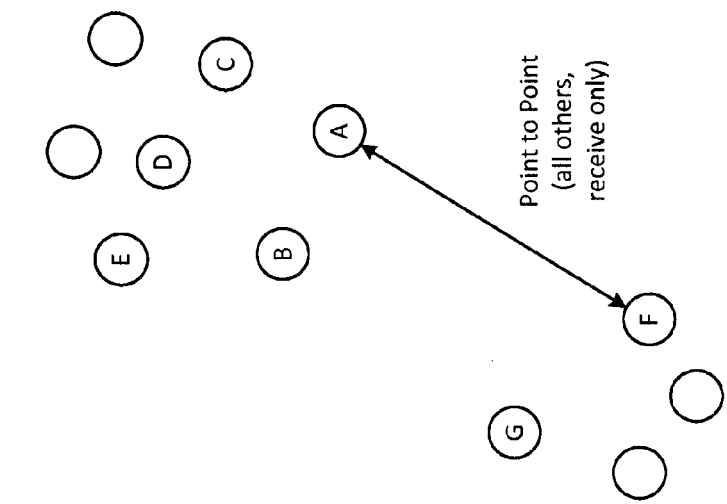 E
D
C
B
A
G
Point to Point
(all others,
receive only)
F